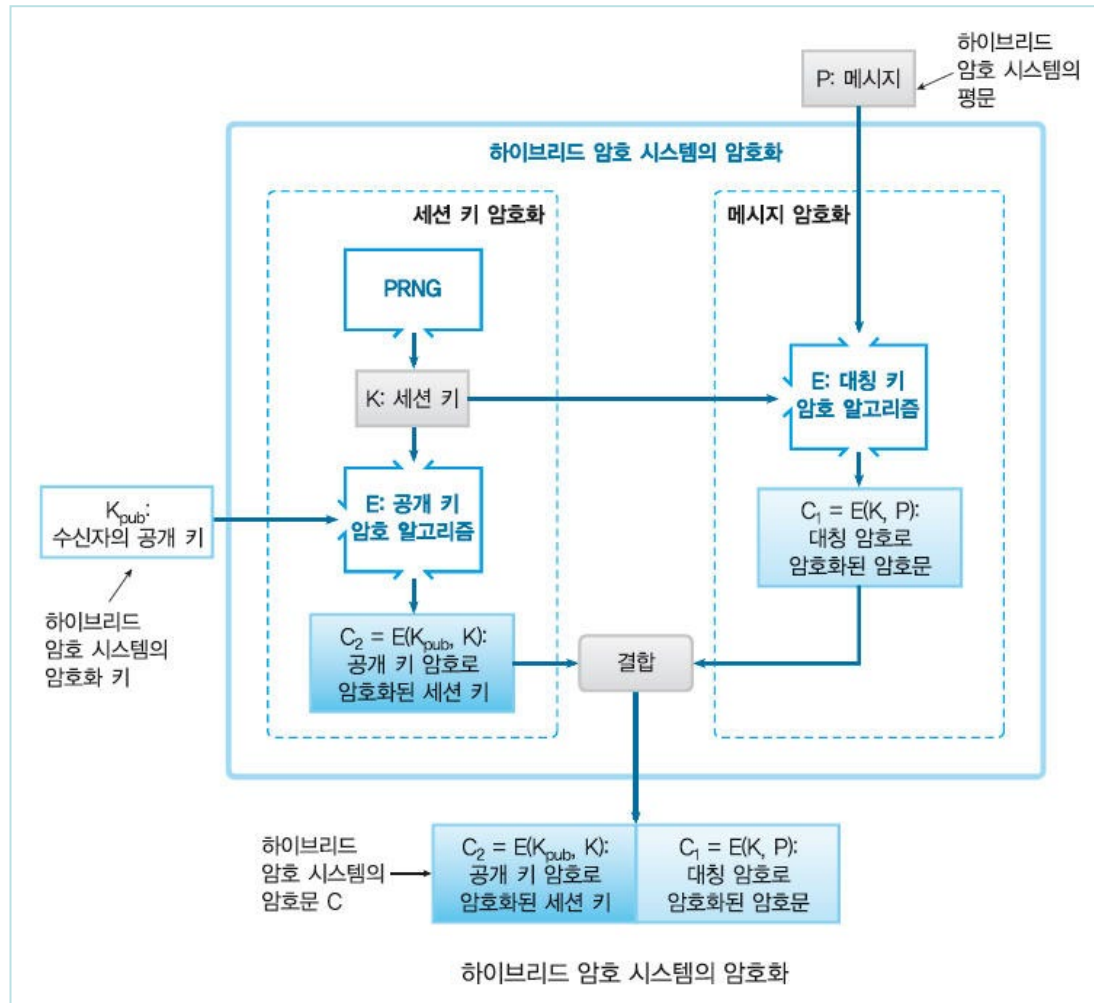 하이브리드
암호 시스템의
평문
P: 메시지
하이브리드 암호 시스템의 암호화
세션 키 암호화
메시지 암호화
PRNG
K: 세션 키
E: 대칭 키
암호 알고리즘
Kpub:
수신자의 공개 키
E: 공개 키
암호 알고리즘
C1 = E(K, P):
대칭 암호로
암호화된 암호문
하이브리드
암호 시스템의
암호화 키
C2 = E(Kpub, K):
공개 키 암호로
암호화된 세션 키
결합
하이브리드
암호 시스템의
암호문 C
C2 = E(Kpub, K):
공개 키 암호로
암호화된 세션 키
C1 = E(K, P):
대칭 암호로
암호화된 암호문
하이브리드 암호 시스템의 암호화